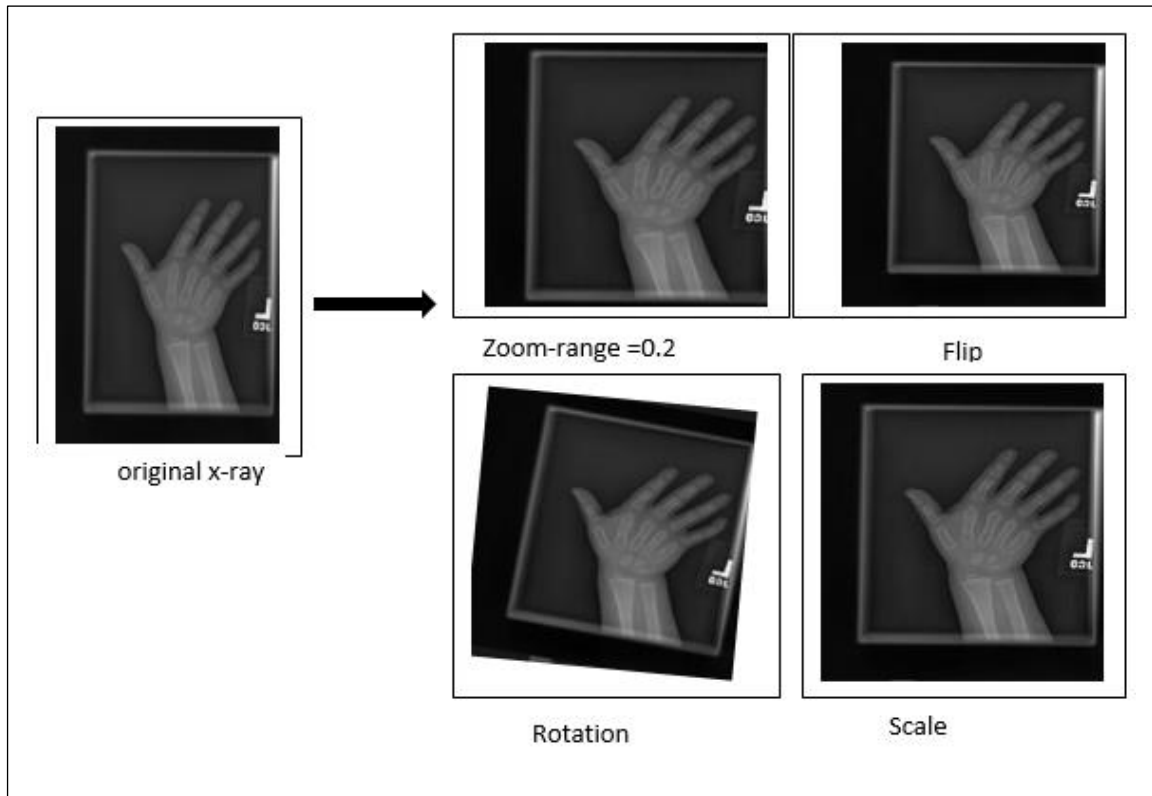 Zoom-range =0.2
Flip
original x-ray
Rotation
Scale